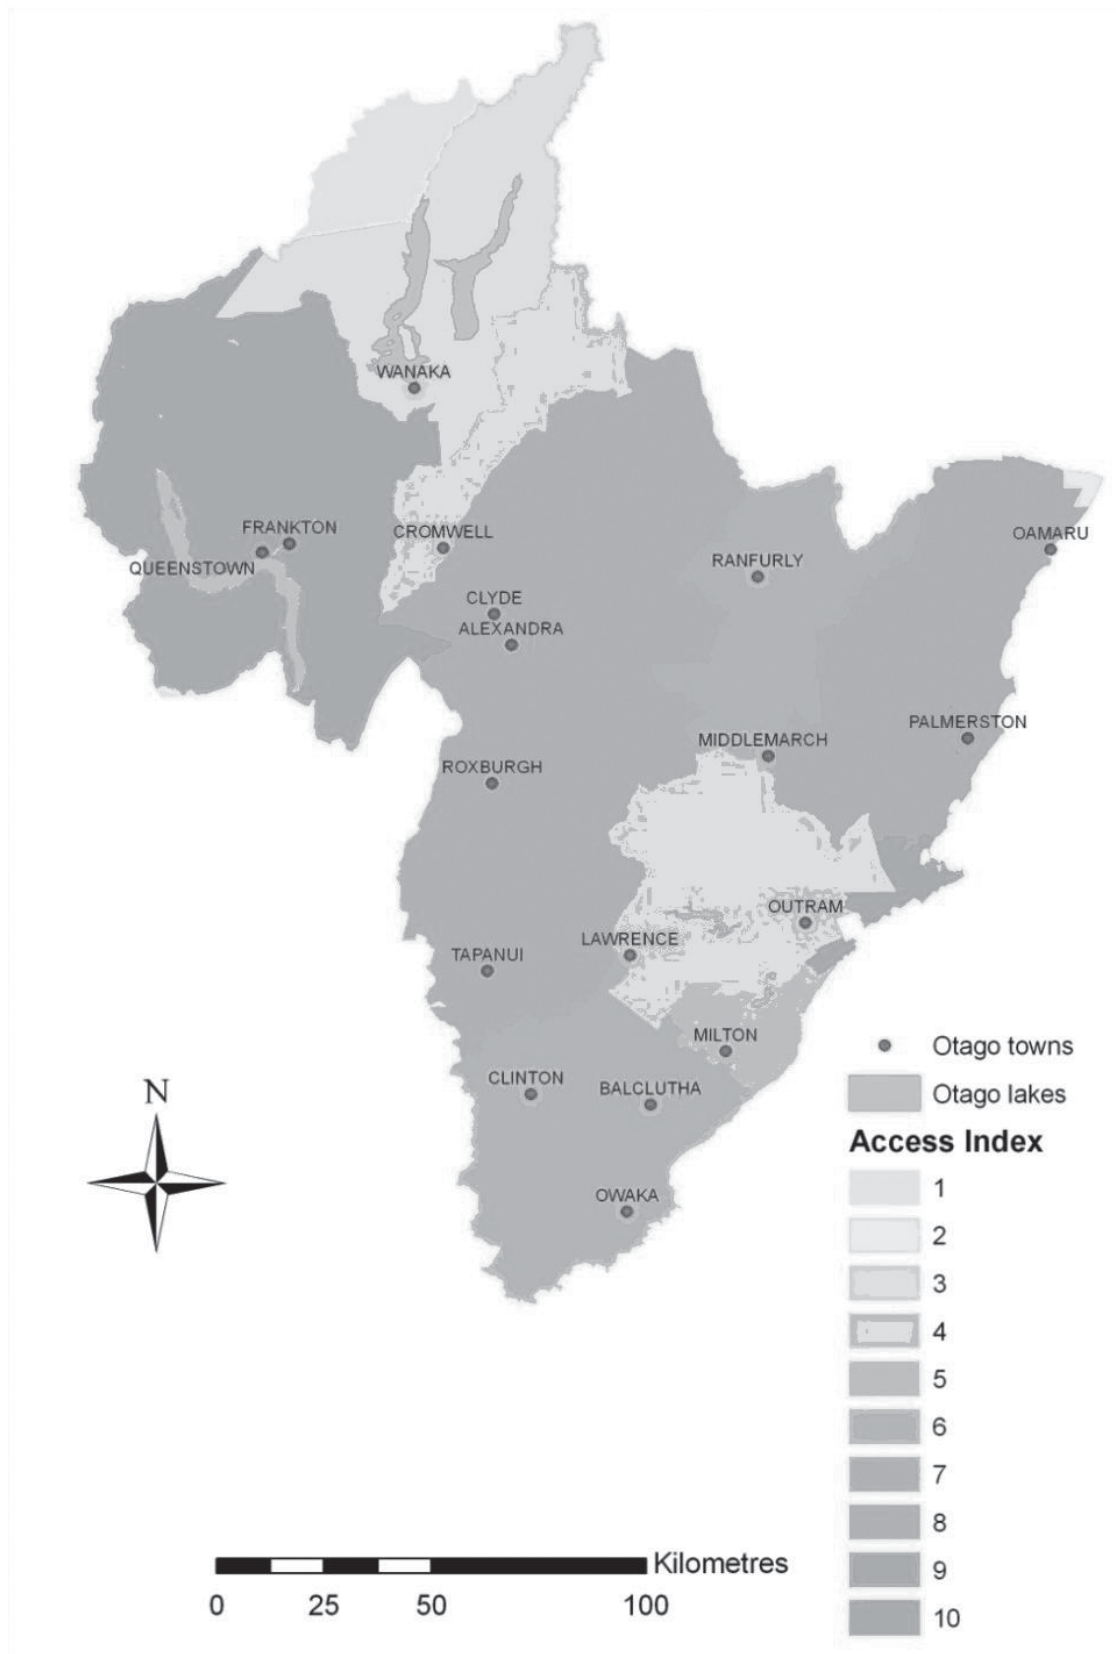 WANAKA
FRANKTON
CROMWELL
OAMARU
QUEENSTOWN
RANFURLY
CLYDE
ALEXANDRA
PALMERSTON
MIDDLEMARCH
ROXBURGH
OUTRAM
LAWRENCE
TAPANUI
MILTON
CLINTON
BALCLUTHA
OWAKA
N
Otago towns
Otago lakes
Access Index
1
2
3
4
5
6
7
8
9
10
Kilometres
0 25 50 100